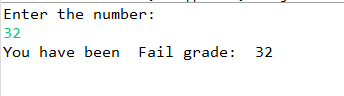 Enter the number:
32
You have been  Fail grade:  32